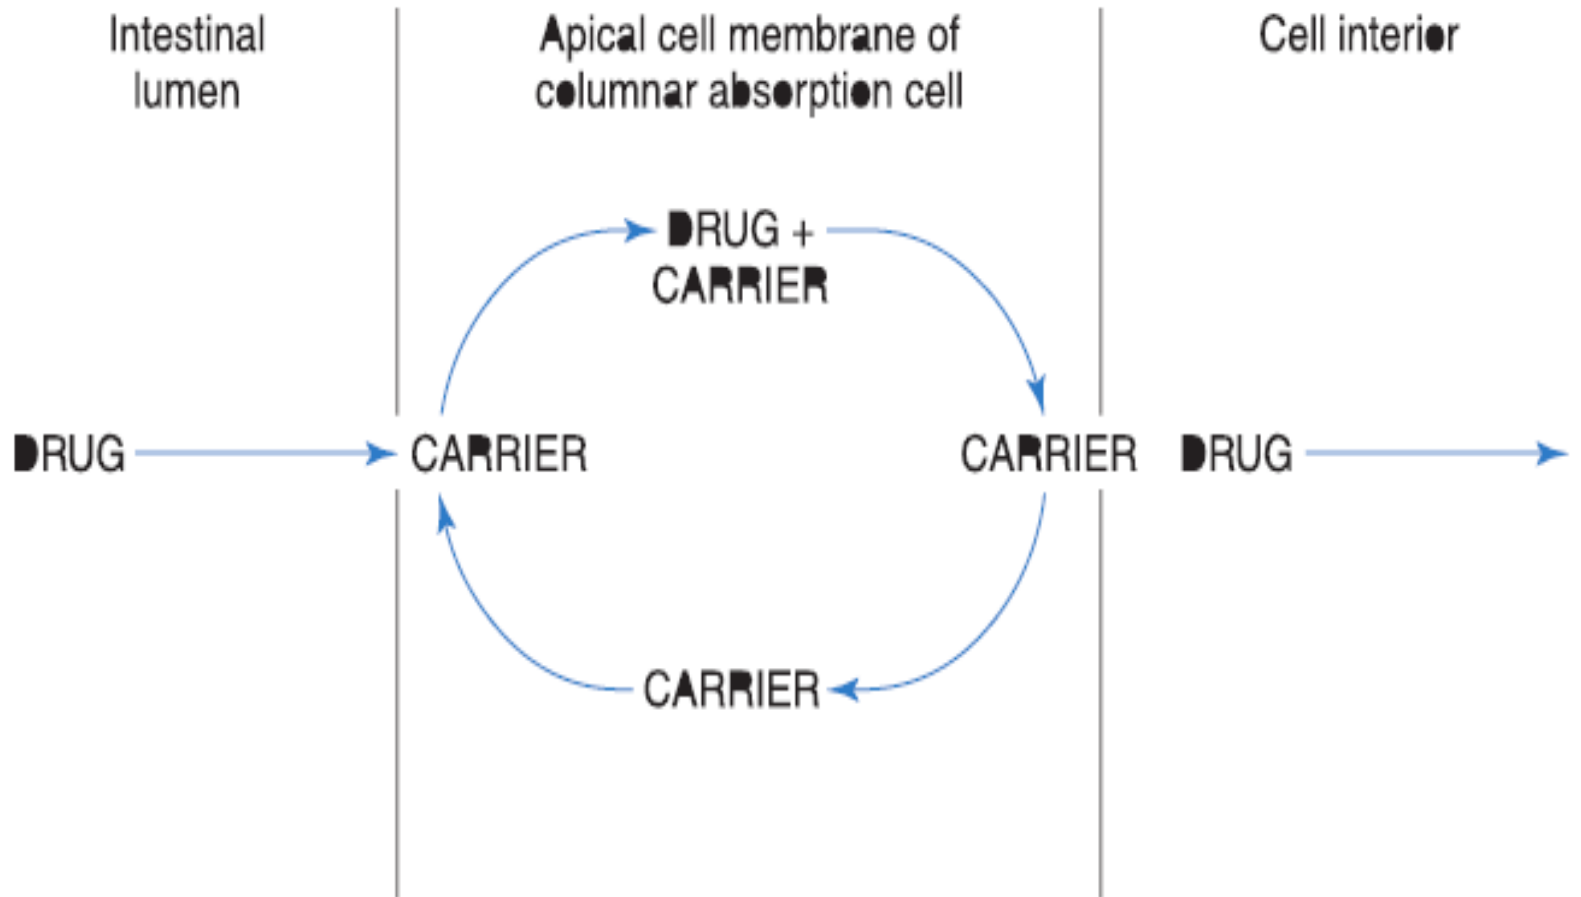 Intestinal
lumen
Apical cell membrane of
columnar absorption cell
Cell interior
DRUG +
CARRIER
DRUG
CARRIER
CARRIER
DRUG
CARRIER